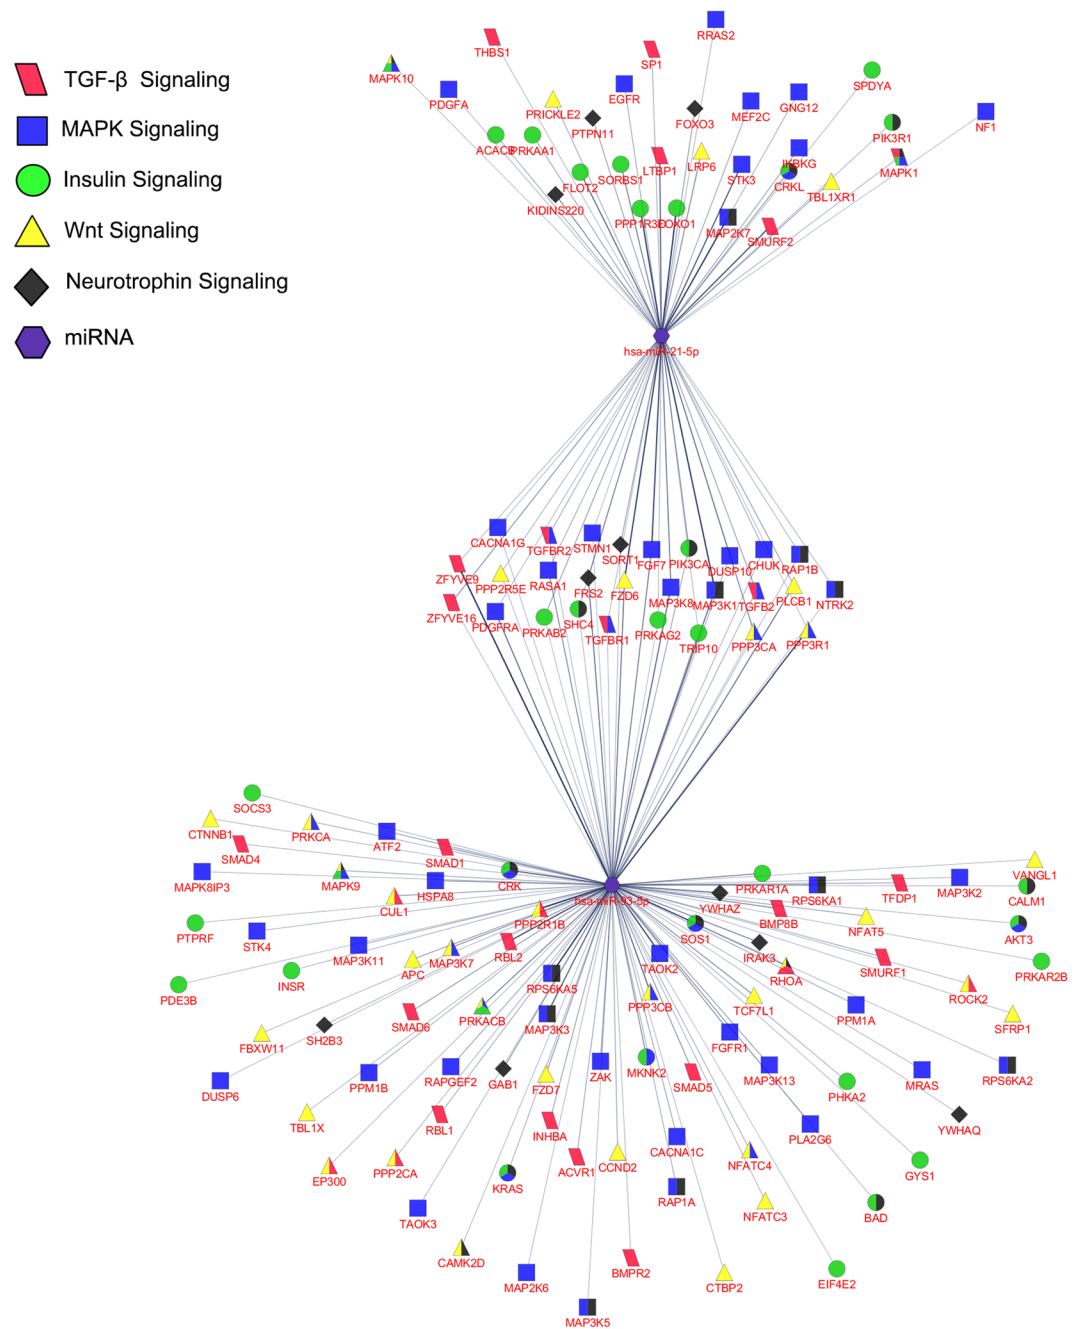 TGF-β Signaling
MAPK Signaling
Insulin Signaling
Wnt Signaling
Neurotrophin Signaling
miRNA
RRAS2
THBS1
SP1
MAPK10
PDGFA
PRICKLE2
EGFR
PTPN11
FOXO3
MEF2C
GNG12
SPDYA
NF1
PIK3R1
ACACB
PRKAA1
FLOT2
SORBS1
LTBP1
LRP6
STK3
IKBKG
CRKL
MAPK1
TBL1XR1
KIDINS220
PPP1R3D
FOXO1
MAP2K7
SMURF2
hsa-miR-21-5p
CACNA1G
TGFBR2
STMN1
SORT1
FGF7
PIK3CA
DUSP10
CHUK
RAP1B
ZFYVE9
PPP2R5E
RASA1
FRS2
FZD6
MAP3K8
MAP3K1
TGFB2
PLCB1
NTRK2
ZFYVE16
PDGFRA
PRKAB2
SHC4
TGFBR1
PRKAG2
TRIP10
PPP3CA
PPP3R1
SOCS3
CTNNB1
PRKCA
ATF2
SMAD4
SMAD1
MAPK8IP3
MAPK9
HSPA8
CRK
CUL1
hsa-miR-93-5p
PRKAR1A
RPS6KA1
TFDP1
MAP3K2
VANGL1
CALM1
YWHAZ
BMP8B
NFAT5
AKT3
PTPRF
STK4
MAP3K11
PPP2R1B
RBL2
SOS1
IRAK3
SMURF1
PRKAR2B
PDE3B
INSR
APC
MAP3K7
RPS6KA5
TAOK2
RHOA
ROCK2
FBXW11
SH2B3
SMAD6
PRKACB
MAP3K3
PPP3CB
TCF7L1
PPM1A
SFRP1
DUSP6
PPM1B
RAPGEF2
GAB1
FZD7
ZAK
MKNK2
SMAD5
FGFR1
MAP3K13
PHKA2
MRAS
RPS6KA2
TBL1X
RBL1
INHBA
CACNA1C
PLA2G6
YWHAQ
EP300
PPP2CA
KRAS
ACVR1
CCND2
NFATC4
GYS1
TAOK3
RAP1A
NFATC3
BAD
CAMK2D
MAP2K6
BMPR2
CTBP2
EIF4E2
MAP3K5